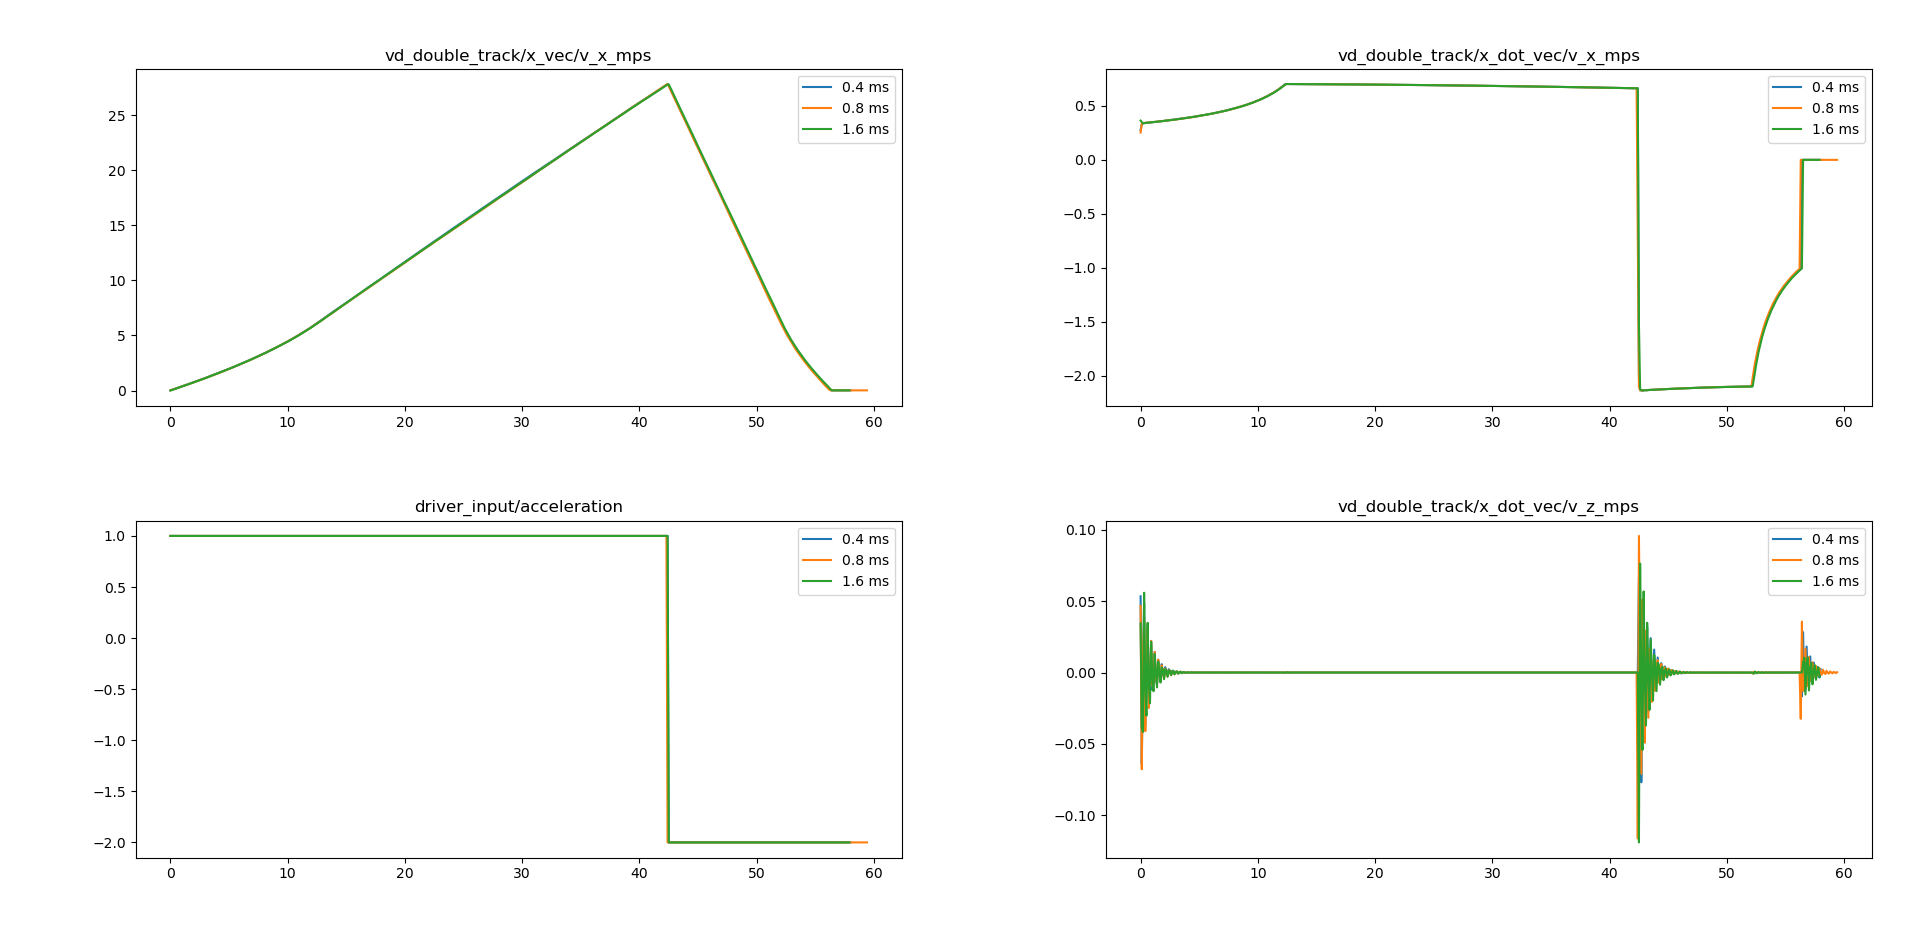 vd_double_track/x_vec/v_x_mps
0.4 ms
0.8 ms
1.6 ms
25
20
15
10
5
0
0 10 20 30 40 50 60
vd_double_track/x_dot_vec/v_x_mps
0.4 ms
0.8 ms
1.6 ms
0.5
0.0
−0.5
−1.0
−1.5
−2.0
0 10 20 30 40 50 60
driver_input/acceleration
0.4 ms
0.8 ms
1.6 ms
1.0
0.5
0.0
−0.5
−1.0
−1.5
−2.0
0 10 20 30 40 50 60
vd_double_track/x_dot_vec/v_z_mps
0.4 ms
0.8 ms
1.6 ms
0.10
0.05
0.00
−0.05
−0.10
0 10 20 30 40 50 60